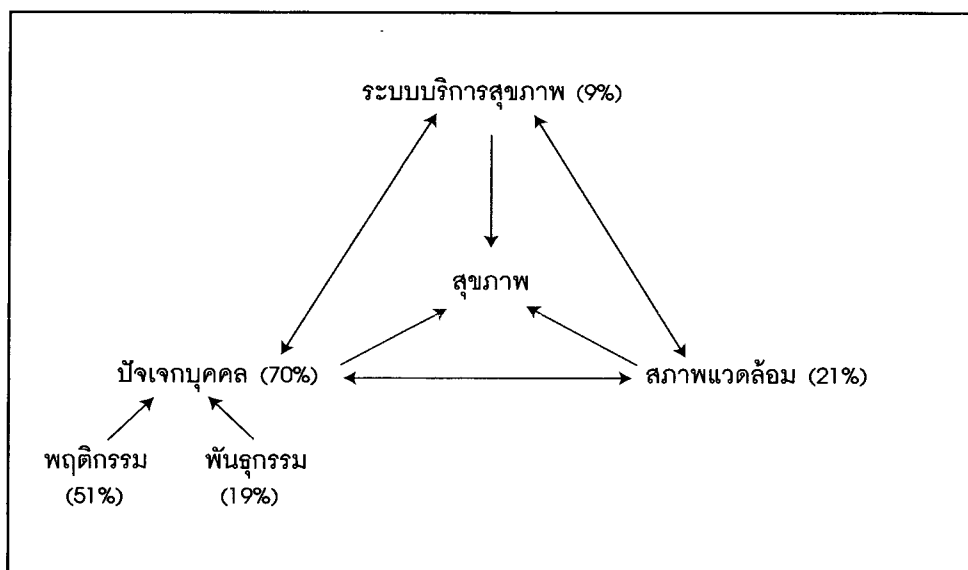 ระบบบริการสุขภาพ (9%)
สุขภาพ
ปัจเจกบุคคล (70%)
สภาพแวดล้อม (21%)
พฤติกรรม
(51%)
พันธุกรรม
(19%)